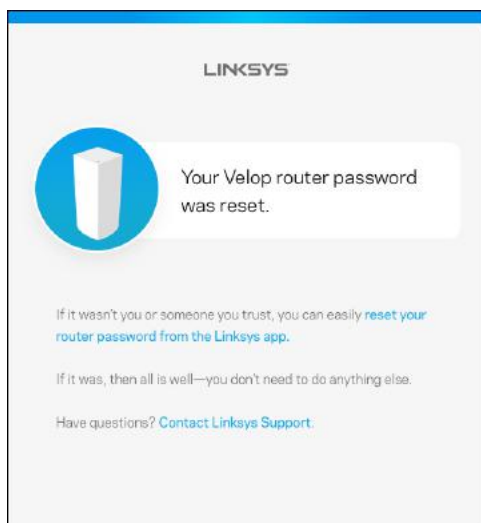 LINKSYS
Your Velop router password
was reset.
If it wasn't you or someone you trust, you can easily reset your
router password from the Linksys app.
If it was, then all is well—you don't need to do anything else.
Have questions? Contact Linksys Support.